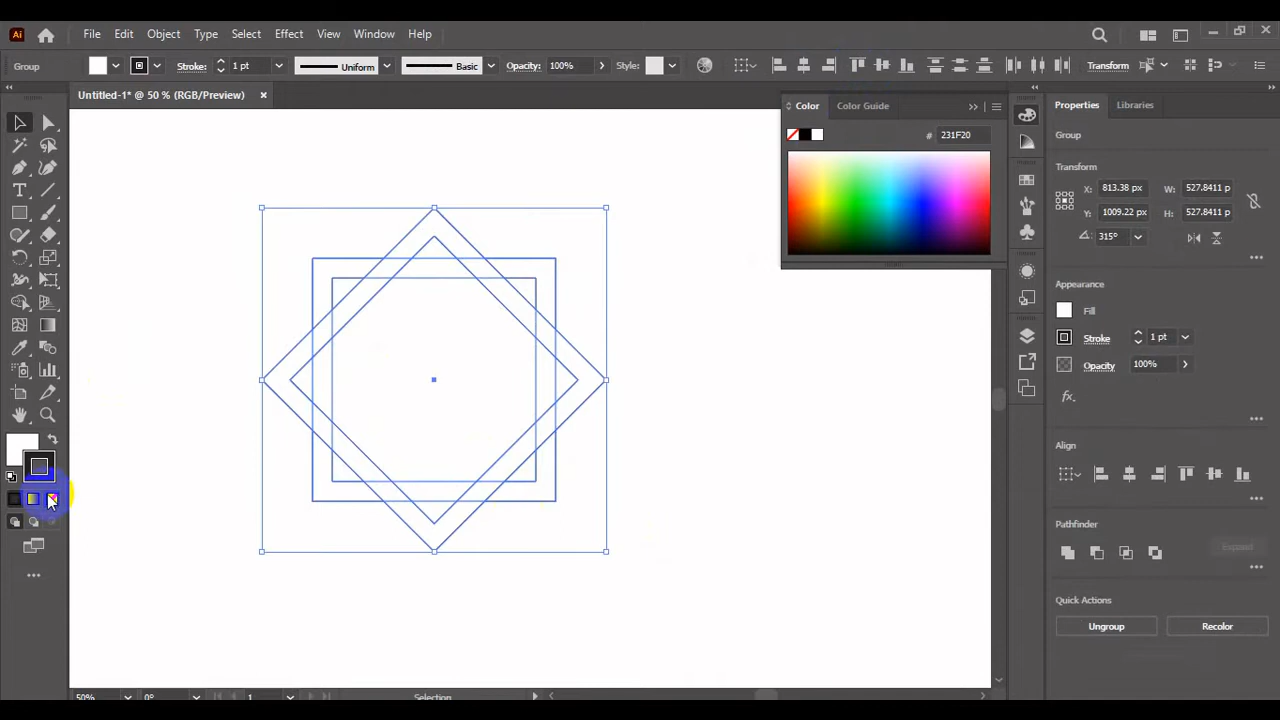 Ai File Edit Object Type Select Effect View Window Help
Group Stroke: 1 pt Uniform Basic Opacity: 100% Style: Transform
Untitled-1* @ 50 % (RGB/Preview) ×
Color Color Guide
# 231F20
Properties Libraries
Group
Transform
X: 813.38 px W: 527.8411 p
Y: 1009.22 px H: 527.8411 p
315°
Appearance
Fill
Stroke 1 pt
Opacity 100%
fx.
Align
Pathfinder
Expand
Quick Actions
Ungroup Recolor
50% 0° 1 Selection